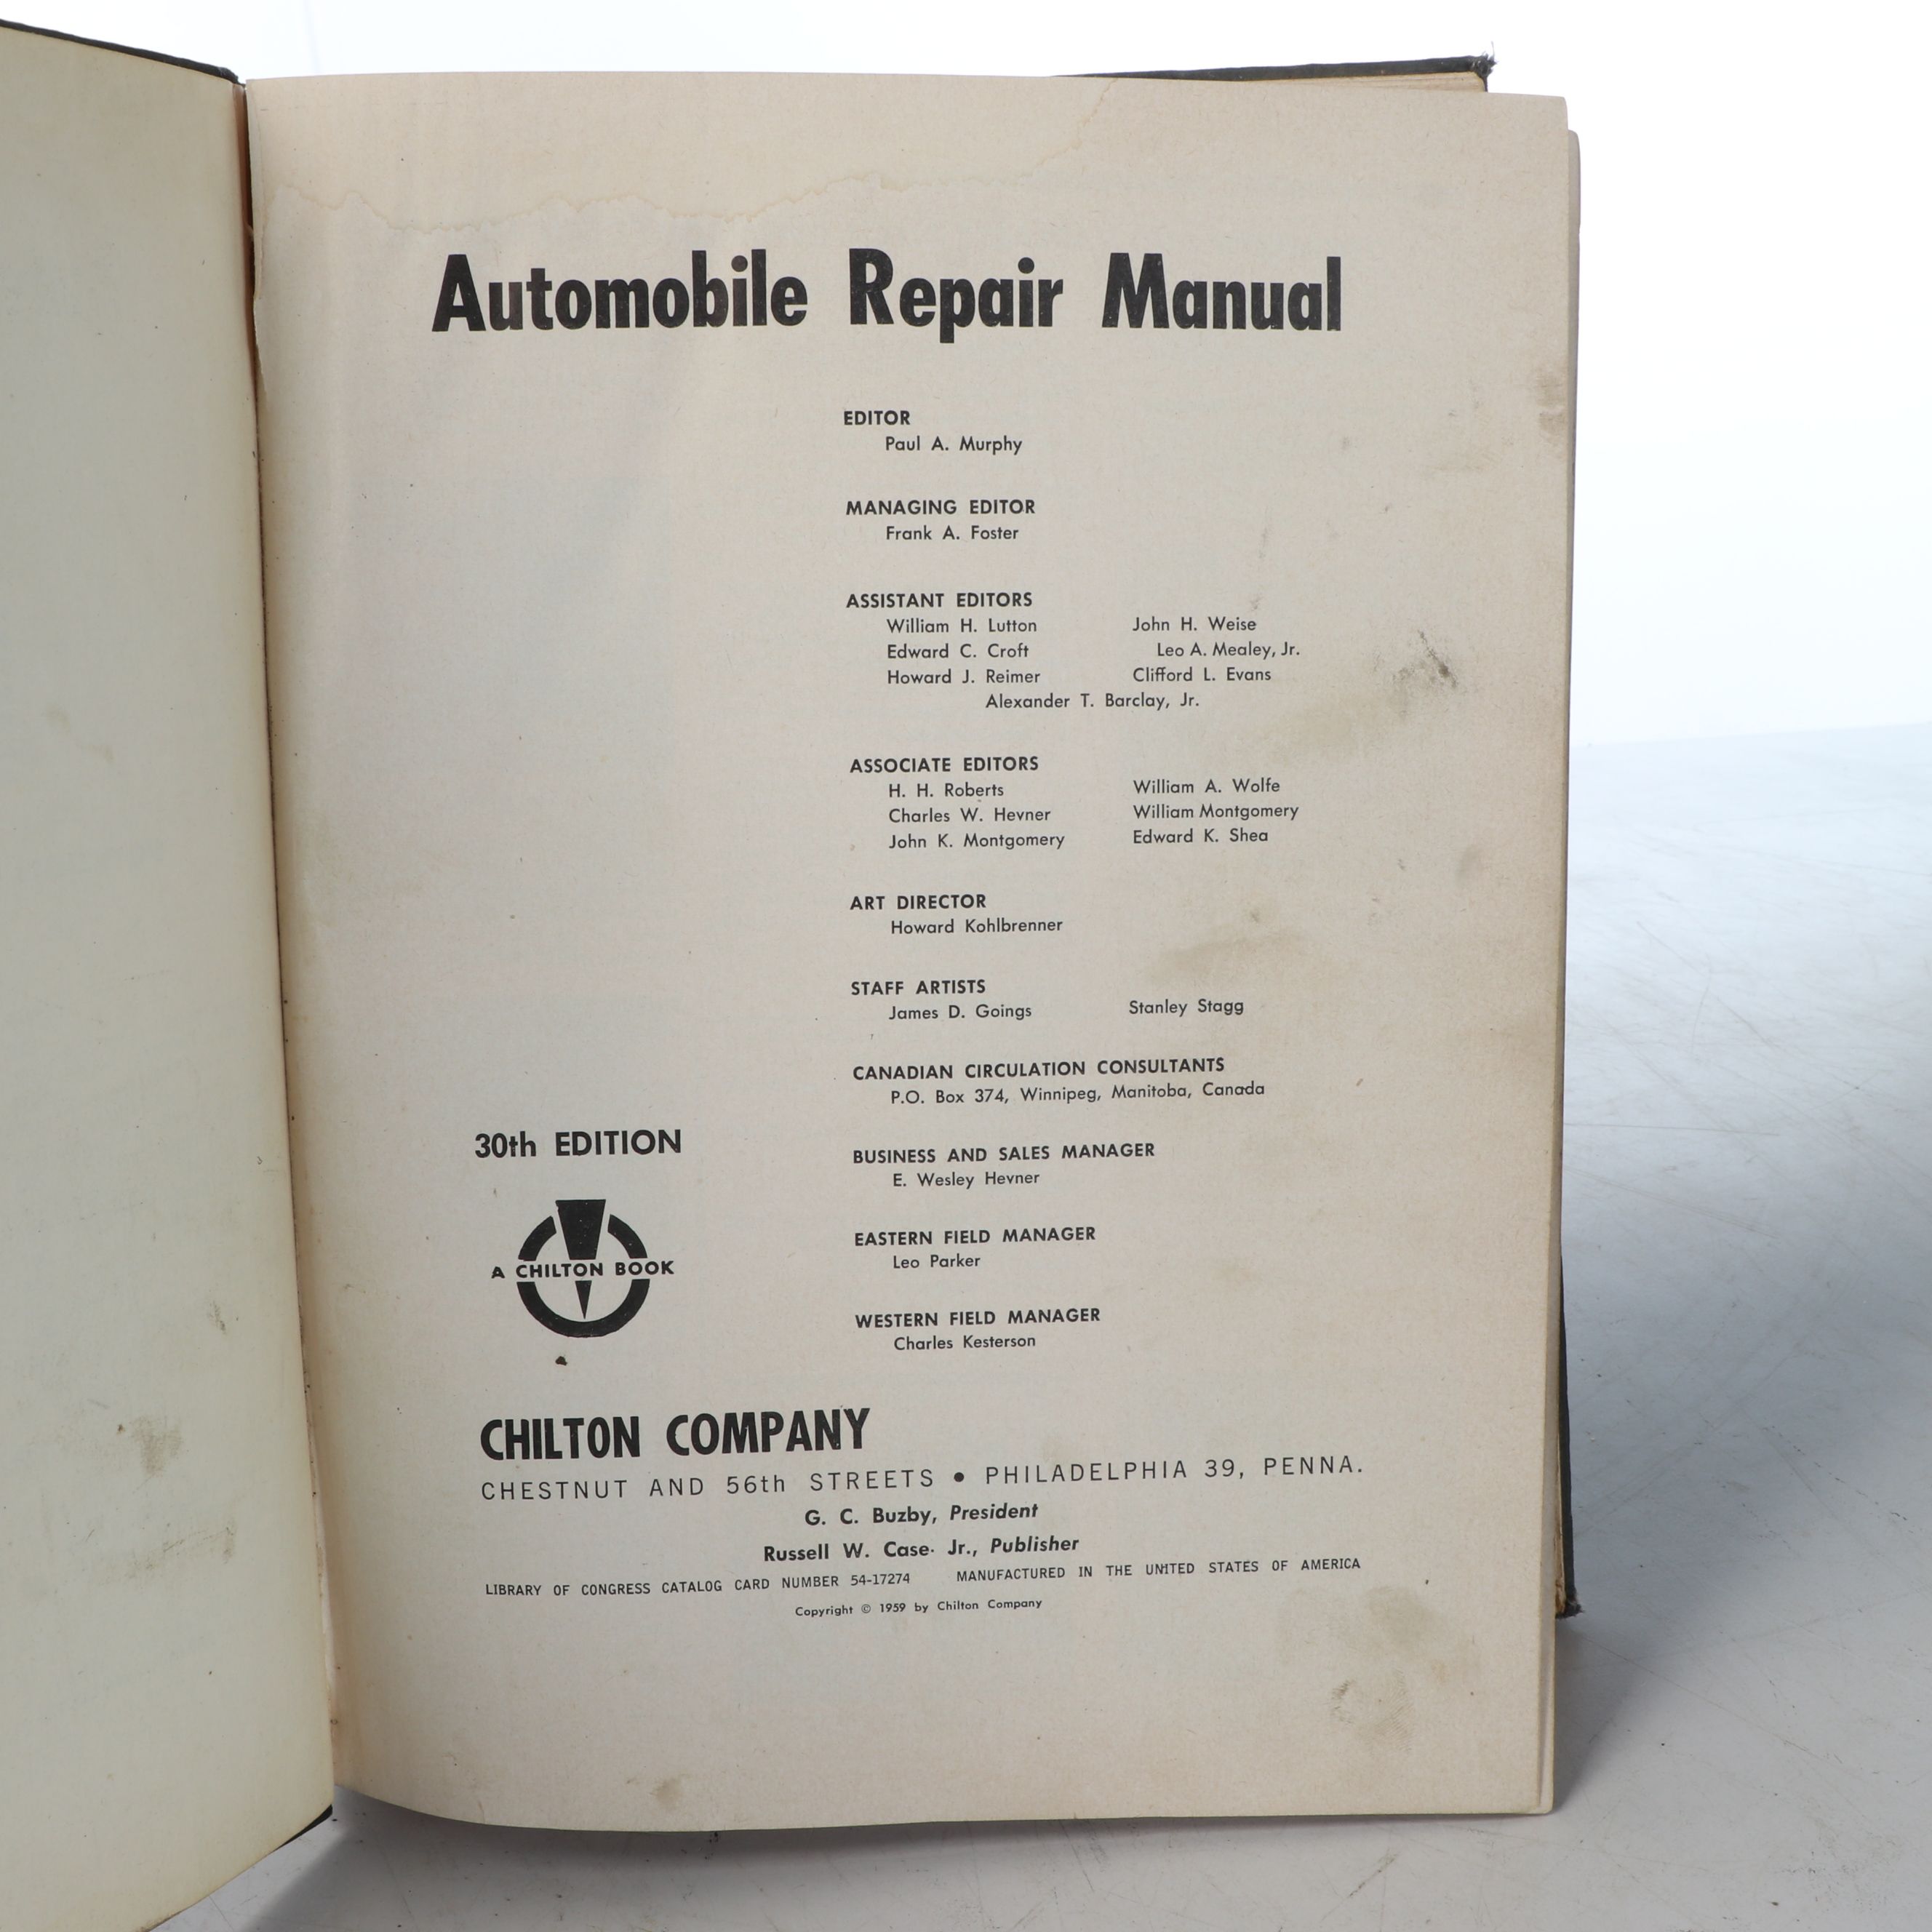 Automobile Repair Manual
EDITOR
Paul A. Murphy
MANAGING EDITOR
Frank A. Foster
ASSISTANT EDITORS
William H. Lutton John H. Weise
Edward C. Croft Leo A. Mealey, Jr.
Howard J. Reimer Clifford L. Evans
Alexander T. Barclay, Jr.
ASSOCIATE EDITORS
H. H. Roberts William A. Wolfe
Charles W. Hevner William Montgomery
John K. Montgomery Edward K. Shea
ART DIRECTOR
Howard Kohlbrenner
STAFF ARTISTS
James D. Goings Stanley Stagg
CANADIAN CIRCULATION CONSULTANTS
P.O. Box 374, Winnipeg, Manitoba, Canada
BUSINESS AND SALES MANAGER
E. Wesley Hevner
EASTERN FIELD MANAGER
Leo Parker
WESTERN FIELD MANAGER
Charles Kesterson
30th EDITION
A CHILTON BOOK
CHILTON COMPANY
CHESTNUT AND 56th STREETS • PHILADELPHIA 39, PENNA.
G. C. Buzby, President
Russell W. Case· Jr., Publisher
LIBRARY OF CONGRESS CATALOG CARD NUMBER 54-17274 MANUFACTURED IN THE UNITED STATES OF AMERICA
Copyright © 1959 by Chilton Company